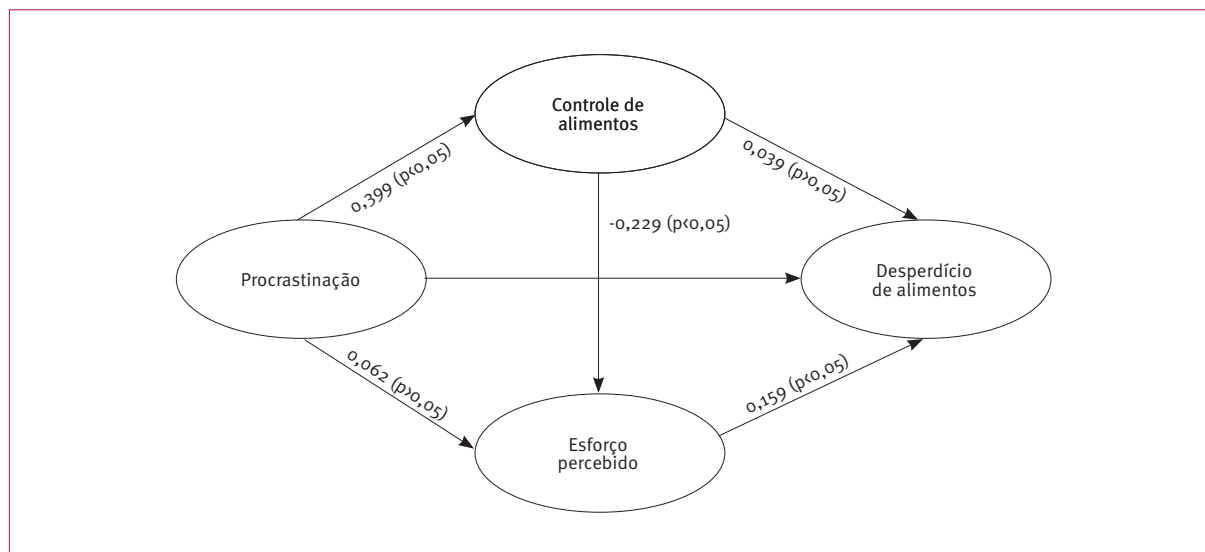 Controle de
alimentos
0,399 (p<0,05)
0,039 (p>0,05)
-0,229 (p<0,05)
Procrastinação
Desperdício
de alimentos
0,062 (p>0,05)
0,159 (p<0,05)
Esforço
percebido